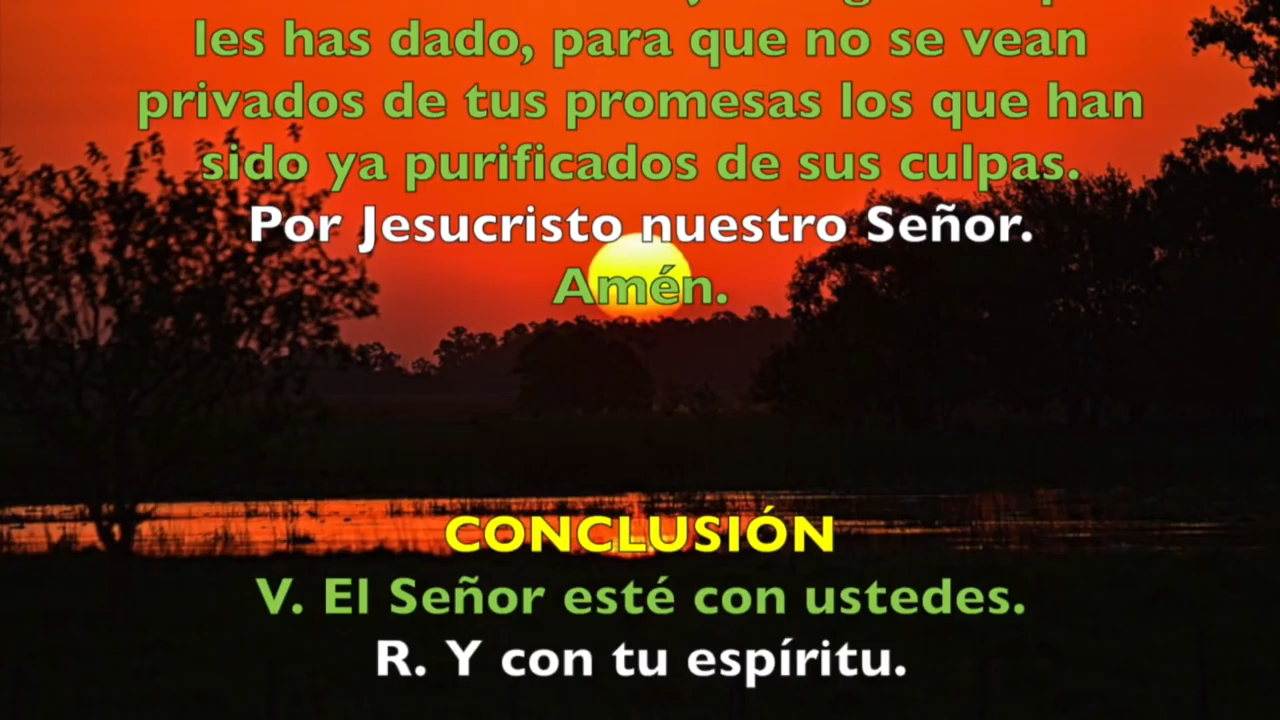 les has dado, para que no se vean
privados de tus promesas los que han
sido ya purificados de sus culpas.
Por Jesucristo nuestro Señor.
Amén.
CONCLUSIÓN
V. El Señor esté con ustedes.
R. Y con tu espíritu.